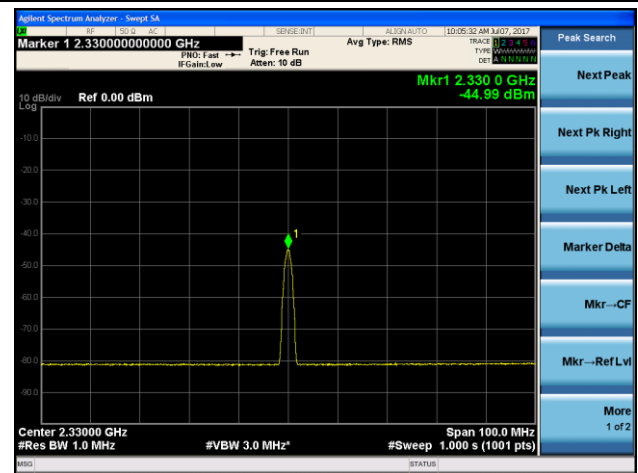 Agilent Spectrum Analyzer - Swept SA
RF 50 Ω AC SENSE:INT ALIGNAUTO 10:05:32 AM Jul 07, 2017
Marker 1 2.330000000000 GHz
PNO: Fast
IFGain:Low
Trig: Free Run
Atten: 10 dB
Avg Type: RMS
TRACE 1 2 3 4 5 6
TYPE
DET A N N N N N
Peak Search
Mkr1 2.330 0 GHz
-44.99 dBm
10 dB/div Ref 0.00 dBm
Log
-10.0
-20.0
-30.0
-40.0
-50.0
-60.0
-70.0
-80.0
-90.0
1
Center 2.33000 GHz
Span 100.0 MHz
#Res BW 1.0 MHz
#VBW 3.0 MHz*
#Sweep 1.000 s (1001 pts)
MSG
STATUS
Next Peak
Next Pk Right
Next Pk Left
Marker Delta
Mkr→CF
Mkr→Ref Lvl
More
1 of 2